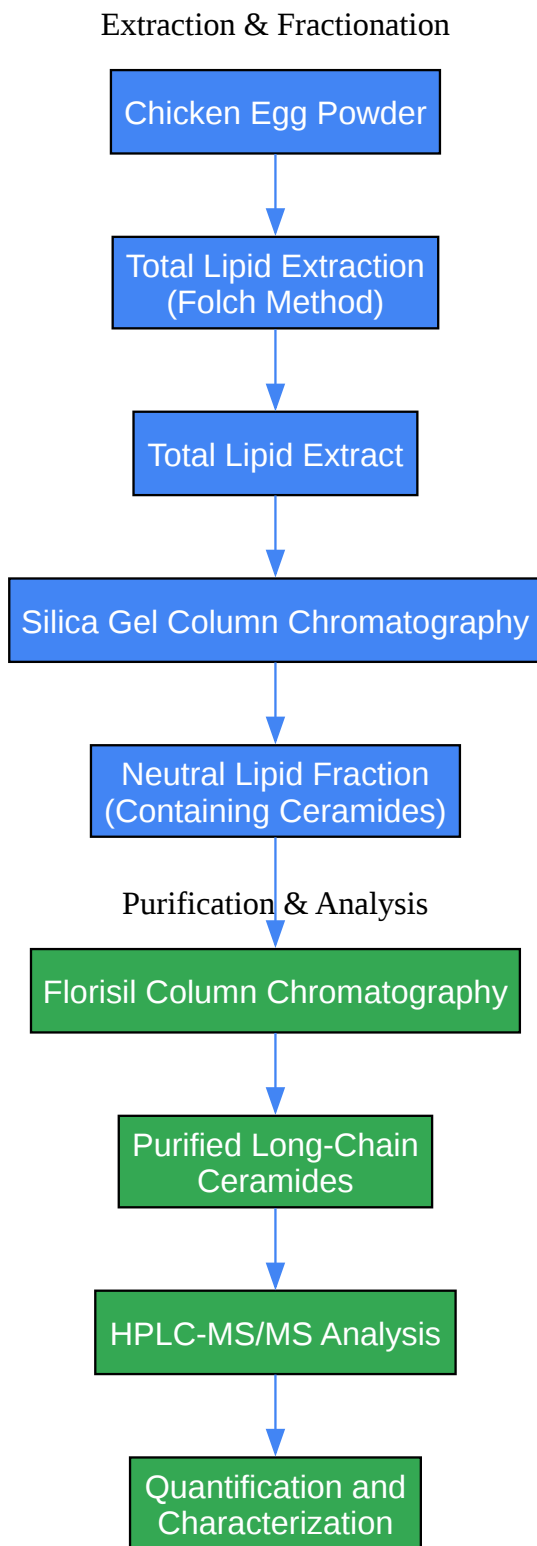 Extraction & Fractionation
Chicken Egg Powder
Total Lipid Extraction
(Folch Method)
Total Lipid Extract
Silica Gel Column Chromatography
Neutral Lipid Fraction
(Containing Ceramides)
Purification & Analysis
Florisil Column Chromatography
Purified Long-Chain
Ceramides
HPLC-MS/MS Analysis
Quantification and
Characterization